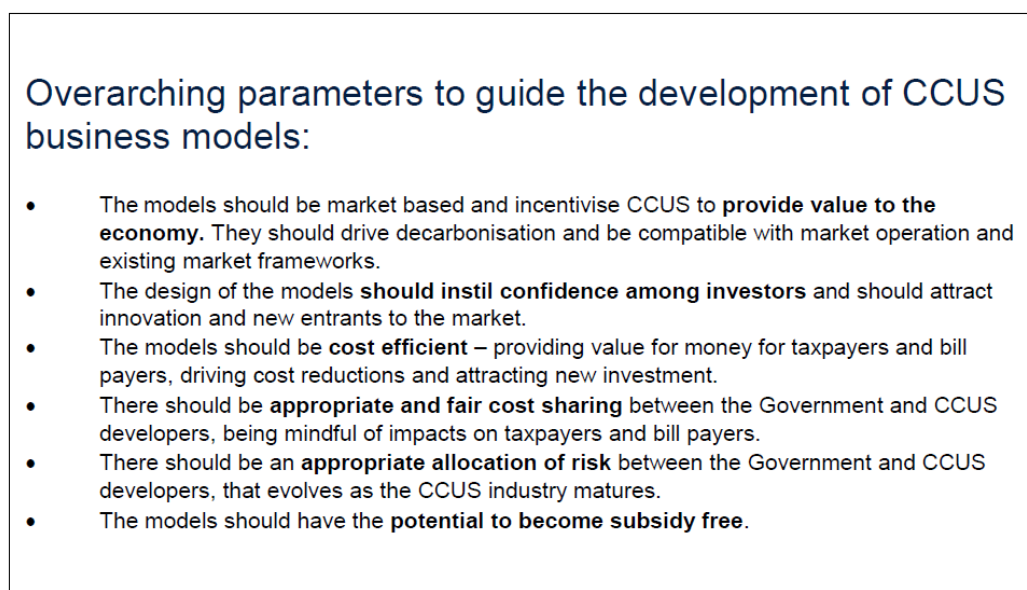 Overarching parameters to guide the development of CCUS
business models:
• The models should be market based and incentivise CCUS to provide value to the
economy. They should drive decarbonisation and be compatible with market operation and
existing market frameworks.
• The design of the models should instil confidence among investors and should attract
innovation and new entrants to the market.
• The models should be cost efficient – providing value for money for taxpayers and bill
payers, driving cost reductions and attracting new investment.
• There should be appropriate and fair cost sharing between the Government and CCUS
developers, being mindful of impacts on taxpayers and bill payers.
• There should be an appropriate allocation of risk between the Government and CCUS
developers, that evolves as the CCUS industry matures.
• The models should have the potential to become subsidy free.